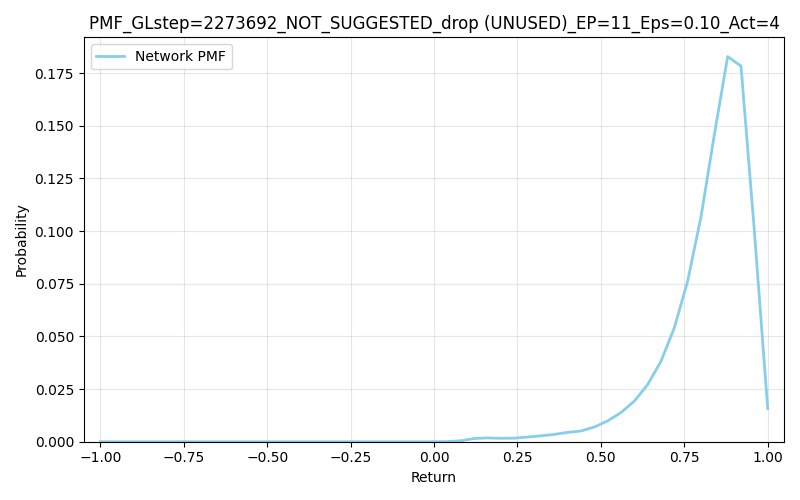 PMF_GLstep=2273692_NOT_SUGGESTED_drop (UNUSED)_EP=11_Eps=0.10_Act=4
Network PMF
0.175
0.150
0.125
0.100
0.075
0.050
0.025
0.000
Probability
−1.00 −0.75 −0.50 −0.25 0.00 0.25 0.50 0.75 1.00
Return